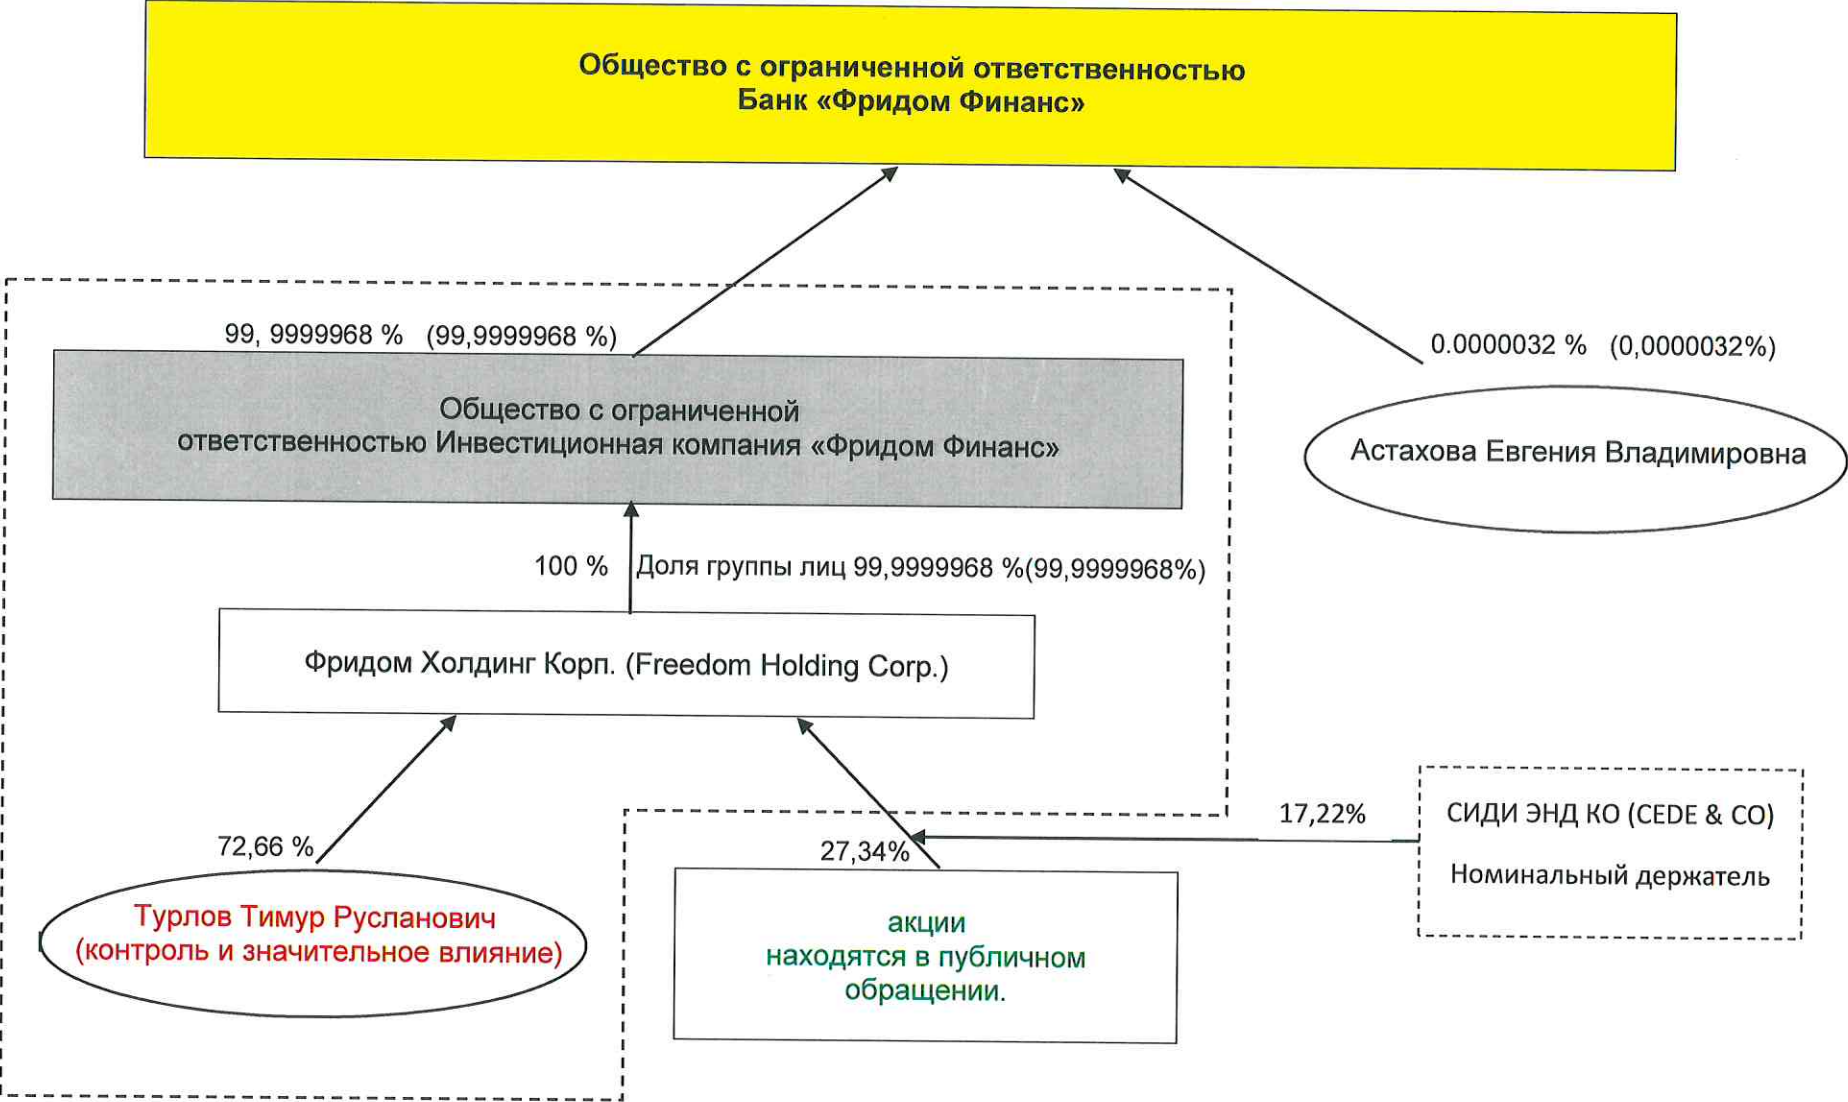 Общество с ограниченной ответственностью
Банк «Фридом Финанс»
99, 9999968 % (99,9999968 %)
0.0000032 % (0,0000032%)
Общество с ограниченной
ответственностью Инвестиционная компания «Фридом Финанс»
Астахова Евгения Владимировна
100 % Доля группы лиц 99,9999968 %(99,9999968%)
Фридом Холдинг Корп. (Freedom Holding Corp.)
72,66 %
27,34%
17,22%
СИДИ ЭНД КО (CEDE & CO)
Номинальный держатель
Турлов Тимур Русланович
(контроль и значительное влияние)
акции
находятся в публичном
обращении.